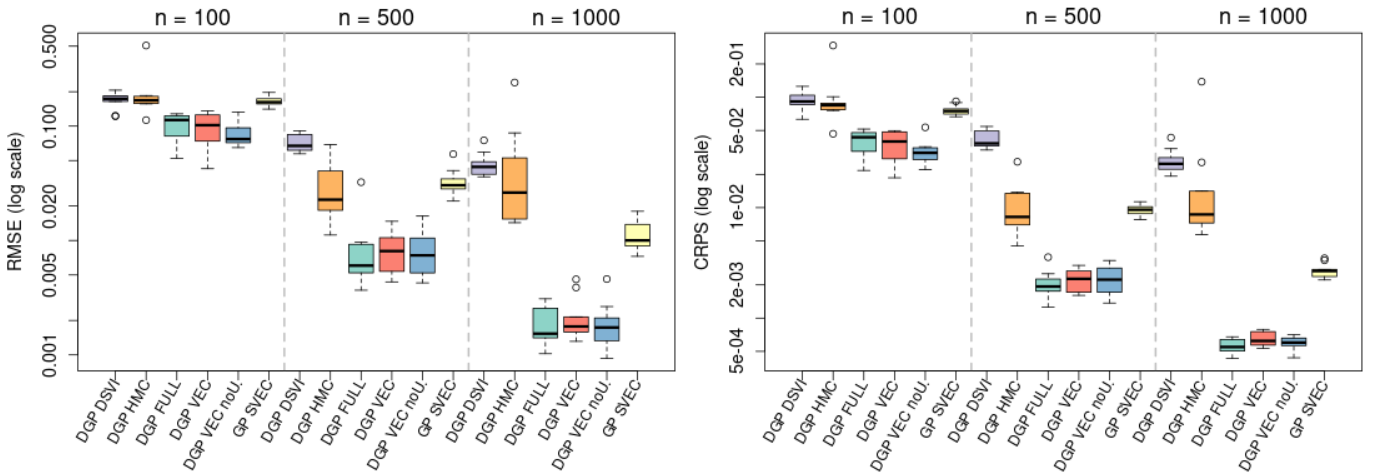 n = 100 n = 500 n = 1000
RMSE (log scale)
0.500
0.100
0.020
0.005
0.001
DGP DSVI
DGP HMC
DGP FULL
DGP VEC
DGP VEC noU.
GP SVEC
DGP DSVI
DGP HMC
DGP FULL
DGP VEC
DGP VEC noU.
GP SVEC
DGP DSVI
DGP HMC
DGP FULL
DGP VEC
DGP VEC noU.
GP SVEC
n = 100 n = 500 n = 1000
CRPS (log scale)
2e-01
5e-02
1e-02
2e-03
5e-04
DGP DSVI
DGP HMC
DGP FULL
DGP VEC
DGP VEC noU.
GP SVEC
DGP DSVI
DGP HMC
DGP FULL
DGP VEC
DGP VEC noU.
GP SVEC
DGP DSVI
DGP HMC
DGP FULL
DGP VEC
DGP VEC noU.
GP SVEC